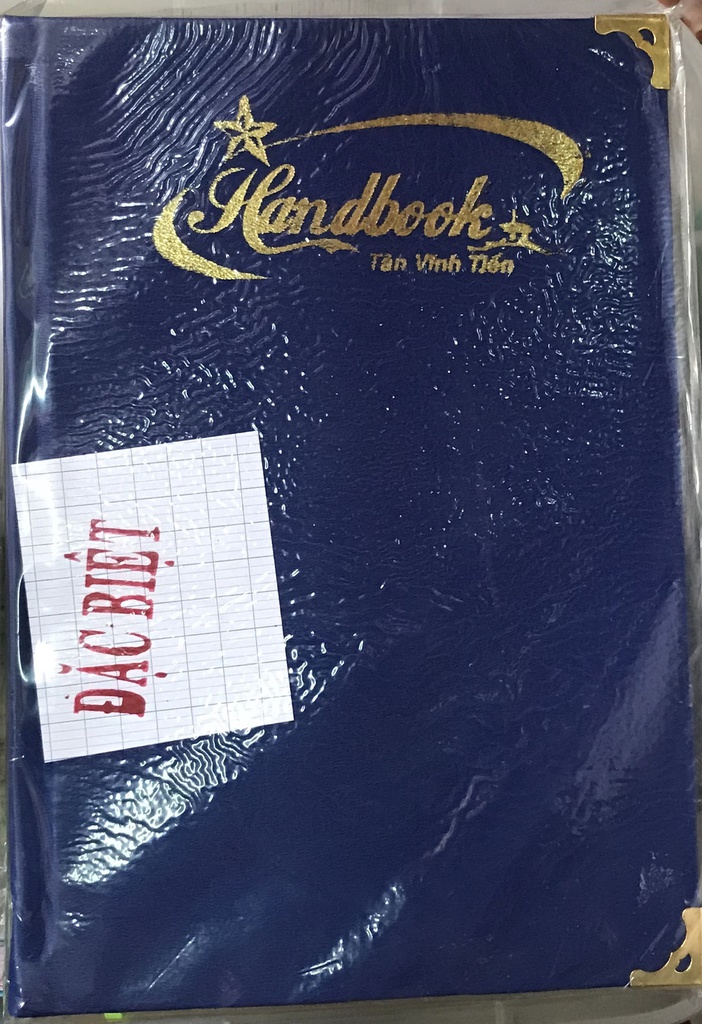 Handbook
Tân Vĩnh Tiến
ĐẶC BIỆT